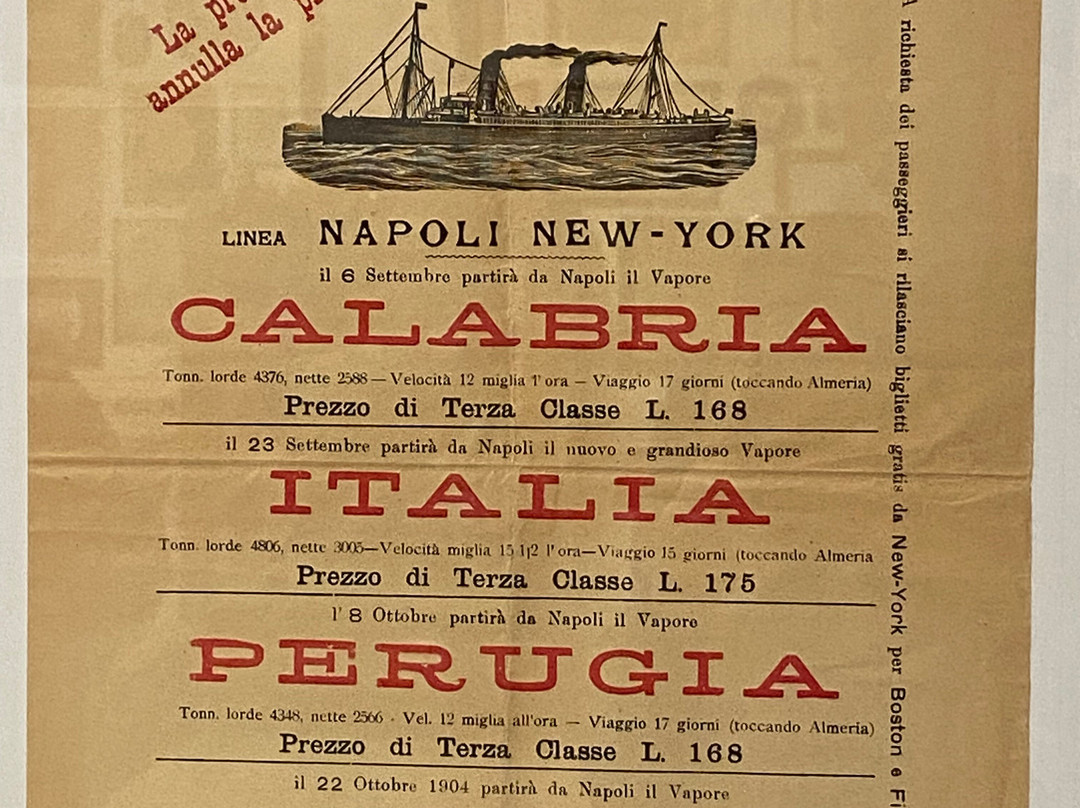 La
annulla la
LINEA NAPOLI NEW-YORK
il 6 Settembre partirà da Napoli il Vapore
CALABRIA
Tonn. lorde 4376, nette 2588 — Velocità 12 miglia l'ora — Viaggio 17 giorni (toccando Almeria)
Prezzo di Terza Classe L. 168
il 23 Settembre partirà da Napoli il nuovo e grandioso Vapore
ITALIA
Tonn. lorde 4806, nette 3005—Velocità miglia 15 1|2 l'ora—Viaggio 15 giorni (toccando Almeria
Prezzo di Terza Classe L. 175
l' 8 Ottobre partirà da Napoli il Vapore
PERUGIA
Tonn. lorde 4348, nette 2566 - Vel. 12 miglia all'ora — Viaggio 17 giorni (toccando Almeria)
Prezzo di Terza Classe L. 168
il 22 Ottobre 1904 partirà da Napoli il Vapore
A richiesta dei passeggieri si rilasciano biglietti gratis da New-York per Boston e